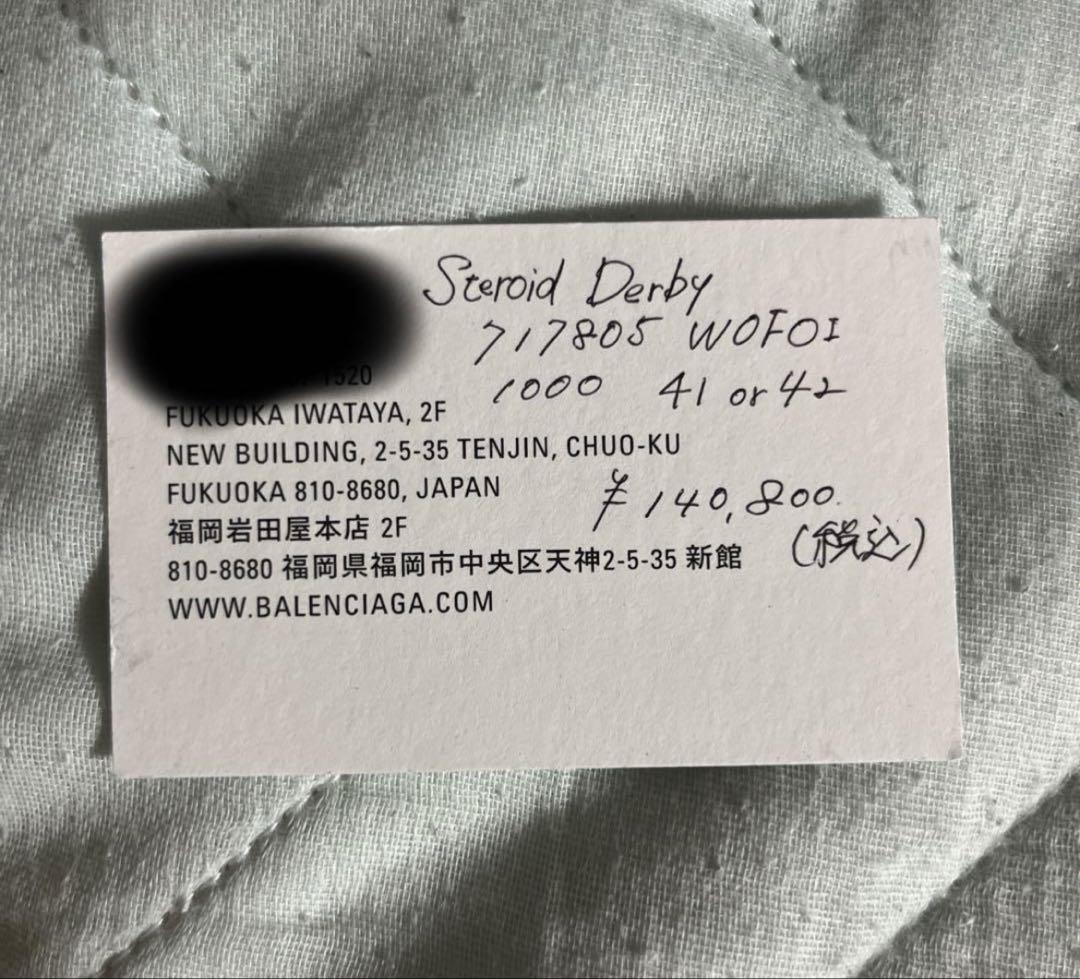 Steroid Derby
717805 W0F0I
1000 41 or 42
1520
FUKUOKA IWATAYA, 2F
NEW BUILDING, 2-5-35 TENJIN, CHUO-KU
FUKUOKA 810-8680, JAPAN
¥140,800.
(税込)
福岡岩田屋本店 2F
810-8680 福岡県福岡市中央区天神2-5-35 新館
WWW.BALENCIAGA.COM